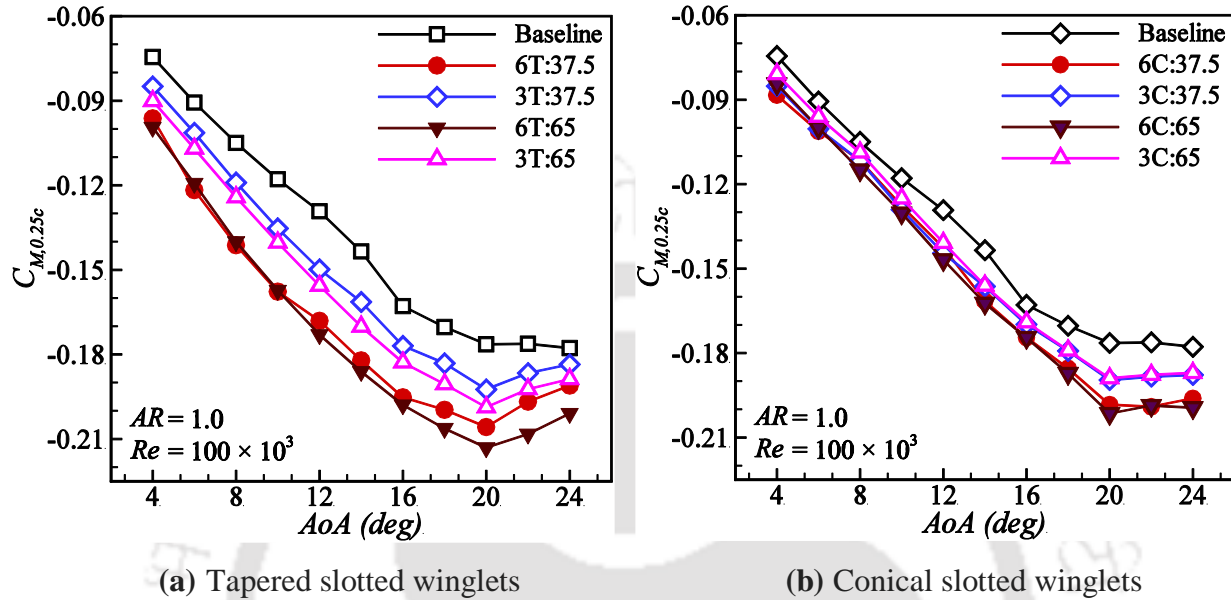 -0.06
-0.09
-0.12
-0.15
-0.18
-0.21
C_{M,0.25c}
Baseline
6T:37.5
3T:37.5
6T:65
3T:65
AR = 1.0
Re = 100 × 10³
4 8 12 16 20 24
AoA (deg)
(a) Tapered slotted winglets
-0.06
-0.09
-0.12
-0.15
-0.18
-0.21
C_{M,0.25c}
Baseline
6C:37.5
3C:37.5
6C:65
3C:65
AR = 1.0
Re = 100 × 10³
4 8 12 16 20 24
AoA (deg)
(b) Conical slotted winglets